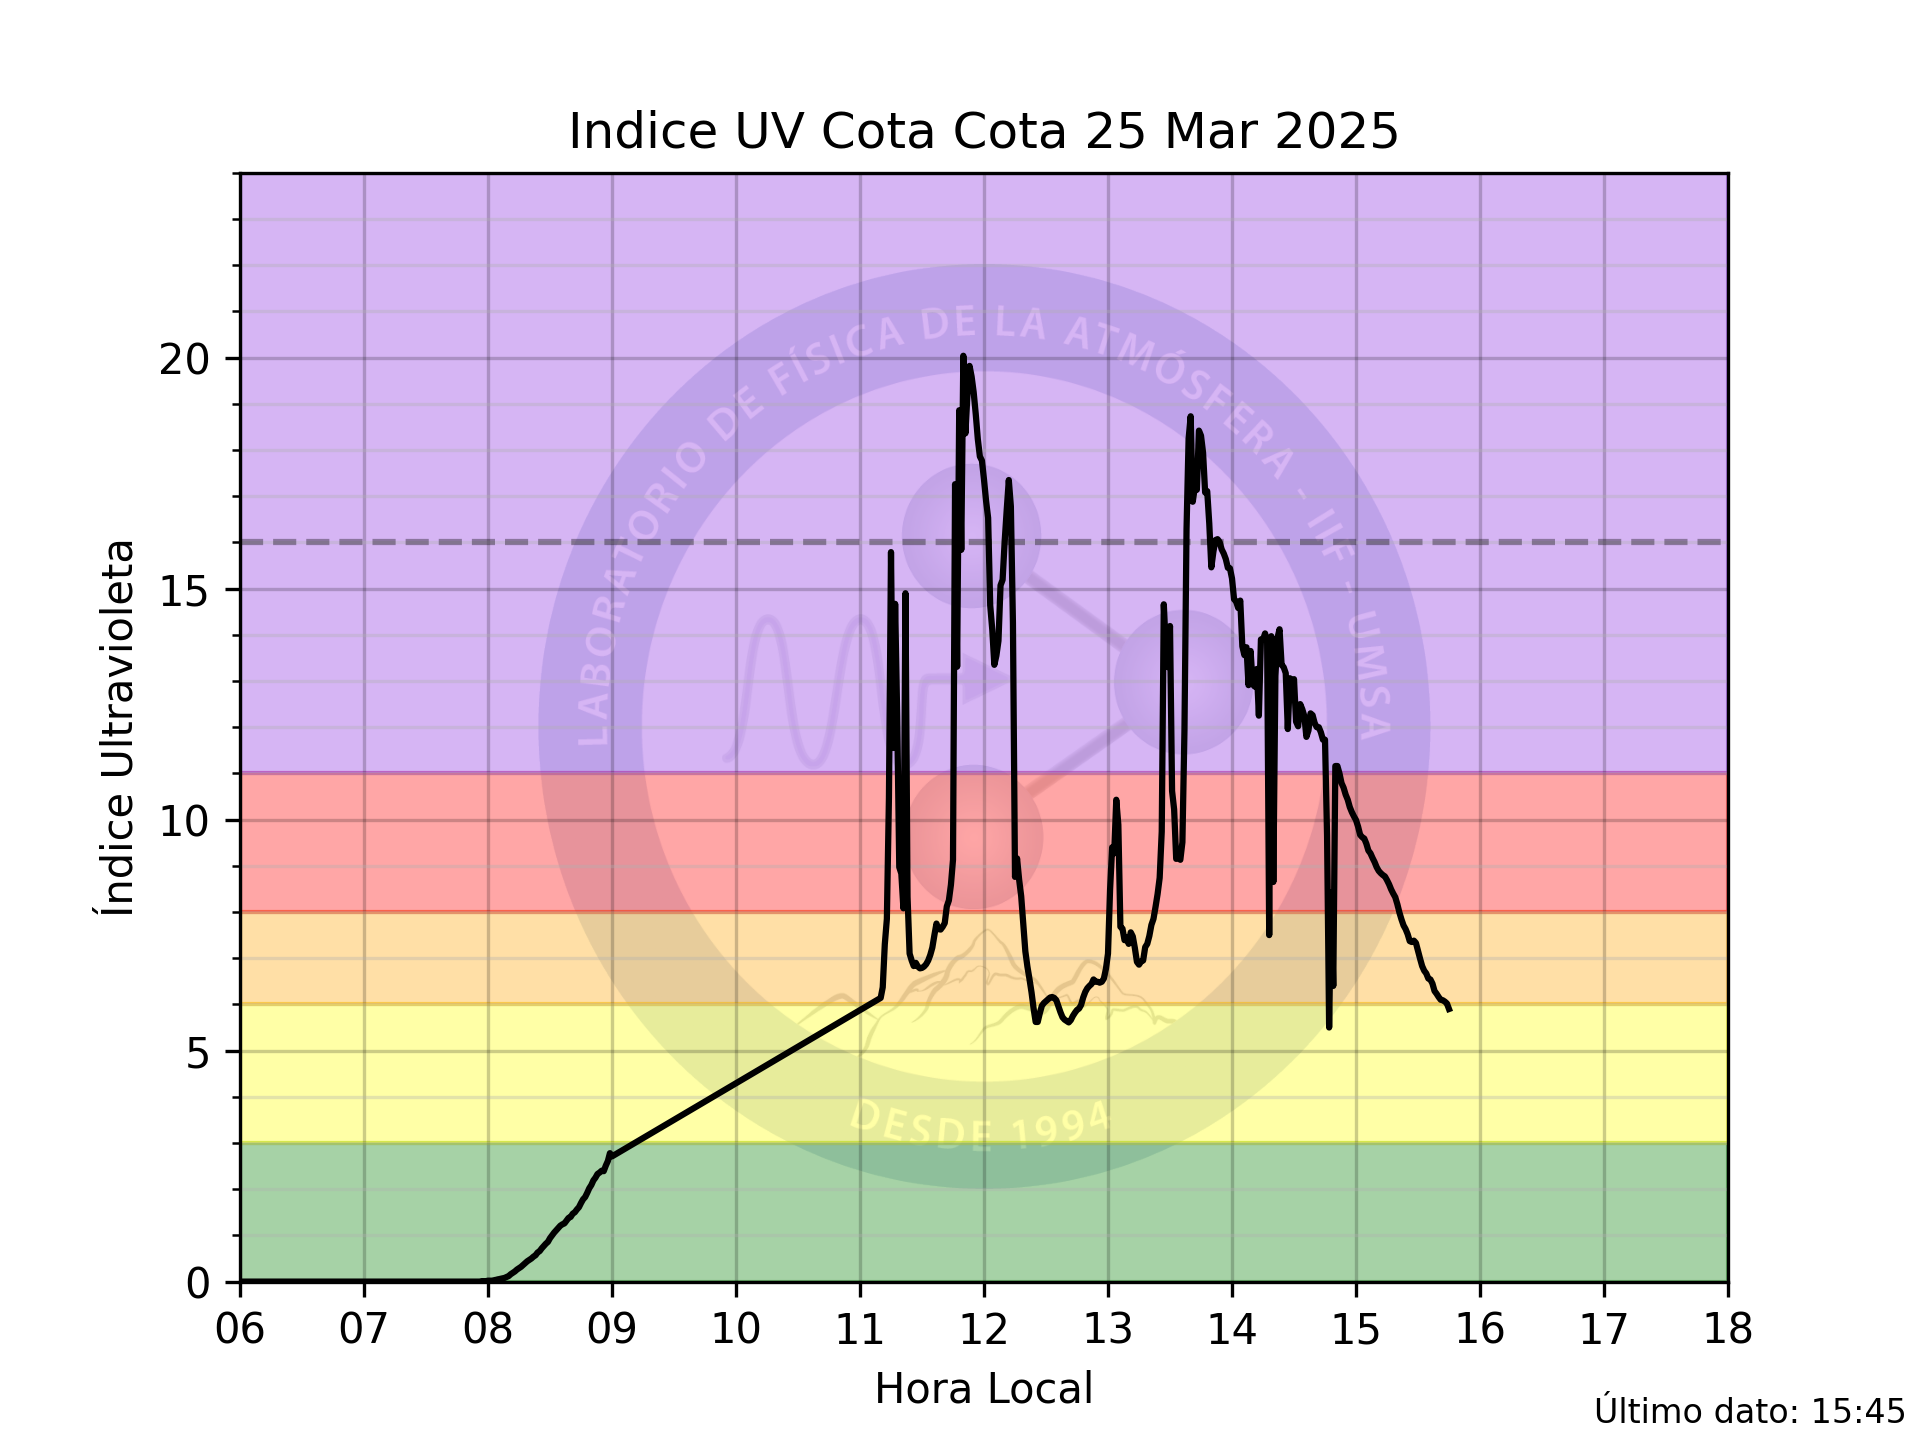 Indice UV Cota Cota 25 Mar 2025
LABORATORIO DE FÍSICA DE LA ATMÓSFERA - IIF - UMSA
20
15
10
5
0
Índice Ultravioleta
DESDE 1994
06 07 08 09 10 11 12 13 14 15 16 17 18
Hora Local
Último dato: 15:45